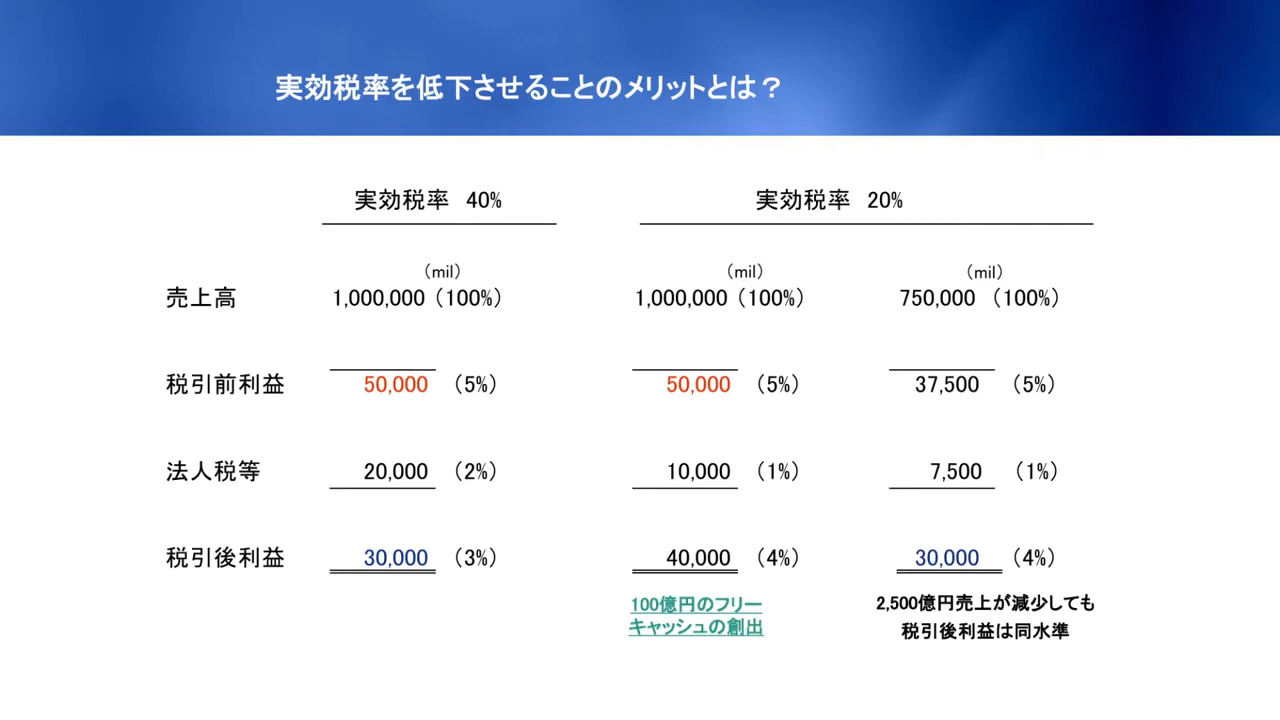 実効税率を低下させることのメリットとは？
実効税率 40% 実効税率 20%
（mil） （mil） （mil）
売上高 1,000,000（100%） 1,000,000（100%） 750,000 （100%）
税引前利益 50,000 （5%） 50,000 （5%） 37,500 （5%）
法人税等 20,000 （2%） 10,000 （1%） 7,500 （1%）
税引後利益 30,000 （3%） 40,000 （4%） 30,000 （4%）
100億円のフリー
キャッシュの創出
2,500億円売上が減少しても
税引後利益は同水準